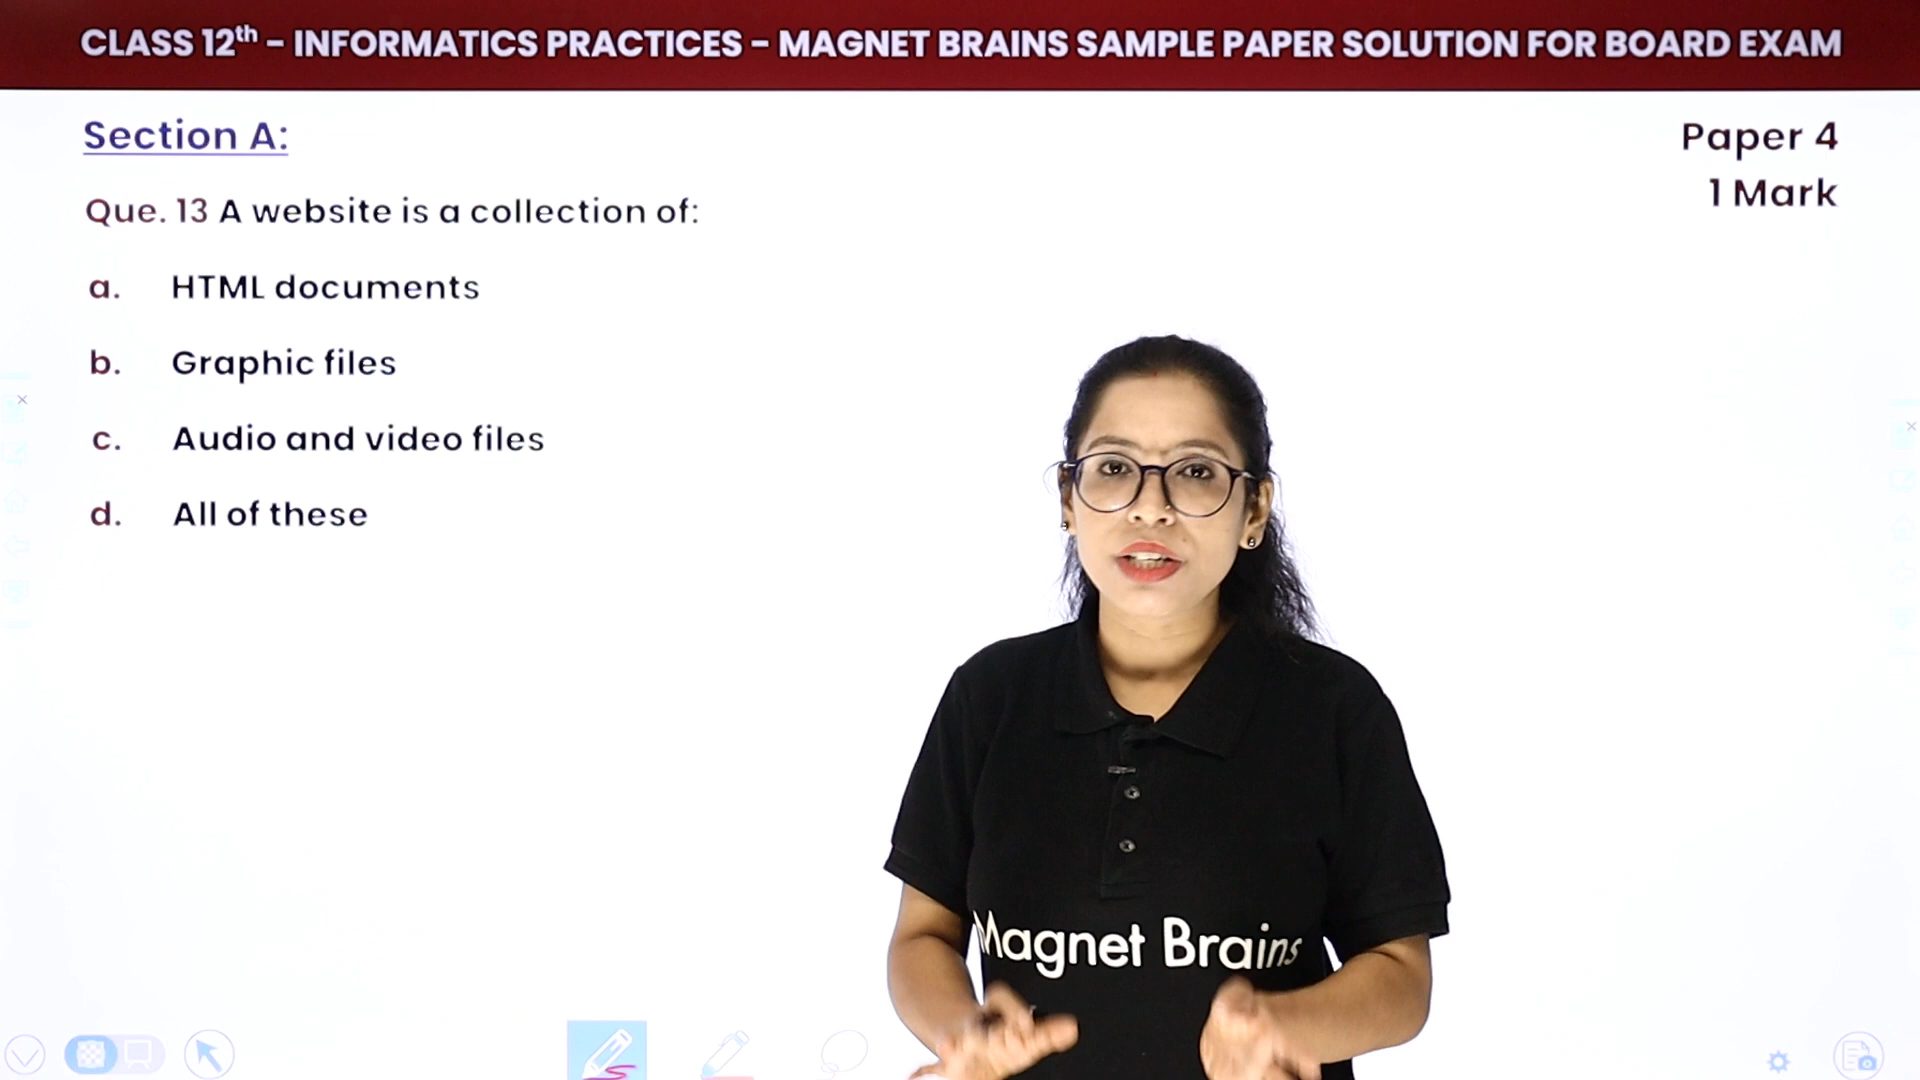 CLASS 12th - INFORMATICS PRACTICES - MAGNET BRAINS SAMPLE PAPER SOLUTION FOR BOARD EXAM
Section A:
Paper 4
1 Mark
Que. 13 A website is a collection of:
a. HTML documents
b. Graphic files
c. Audio and video files
d. All of these
Magnet Brains